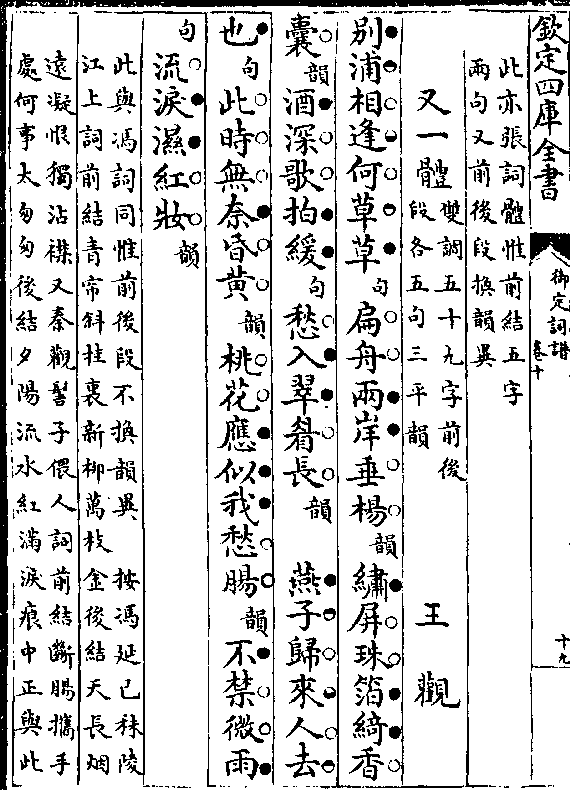 欽定四庫全書
御定詞譜
卷十
十九
此亦張詞體惟前結五字
兩句又前後段換韻異
又一體
雙調五十九字前後
段各五句三平韻
王觀
別浦相逢何草草句扁舟兩岸垂楊韻繡屏珠箔綺香
囊韻酒深歌拍緩句愁入翠眉長韻 燕子歸來人去
也句此時無奈昏黃韻桃花應似我愁腸韻不禁微雨
句流淚濕紅妝韻
此與馮詞同惟前後段不換韻異 按馮延已秣陵
江上詞前結青帘斜挂裏新柳萬枝金後結天長烟
遠凝恨獨沾襟又秦觀髻子偎人詞前結斷腸攜手
處何事太匆匆後結夕陽流水紅滿淚痕中正與此